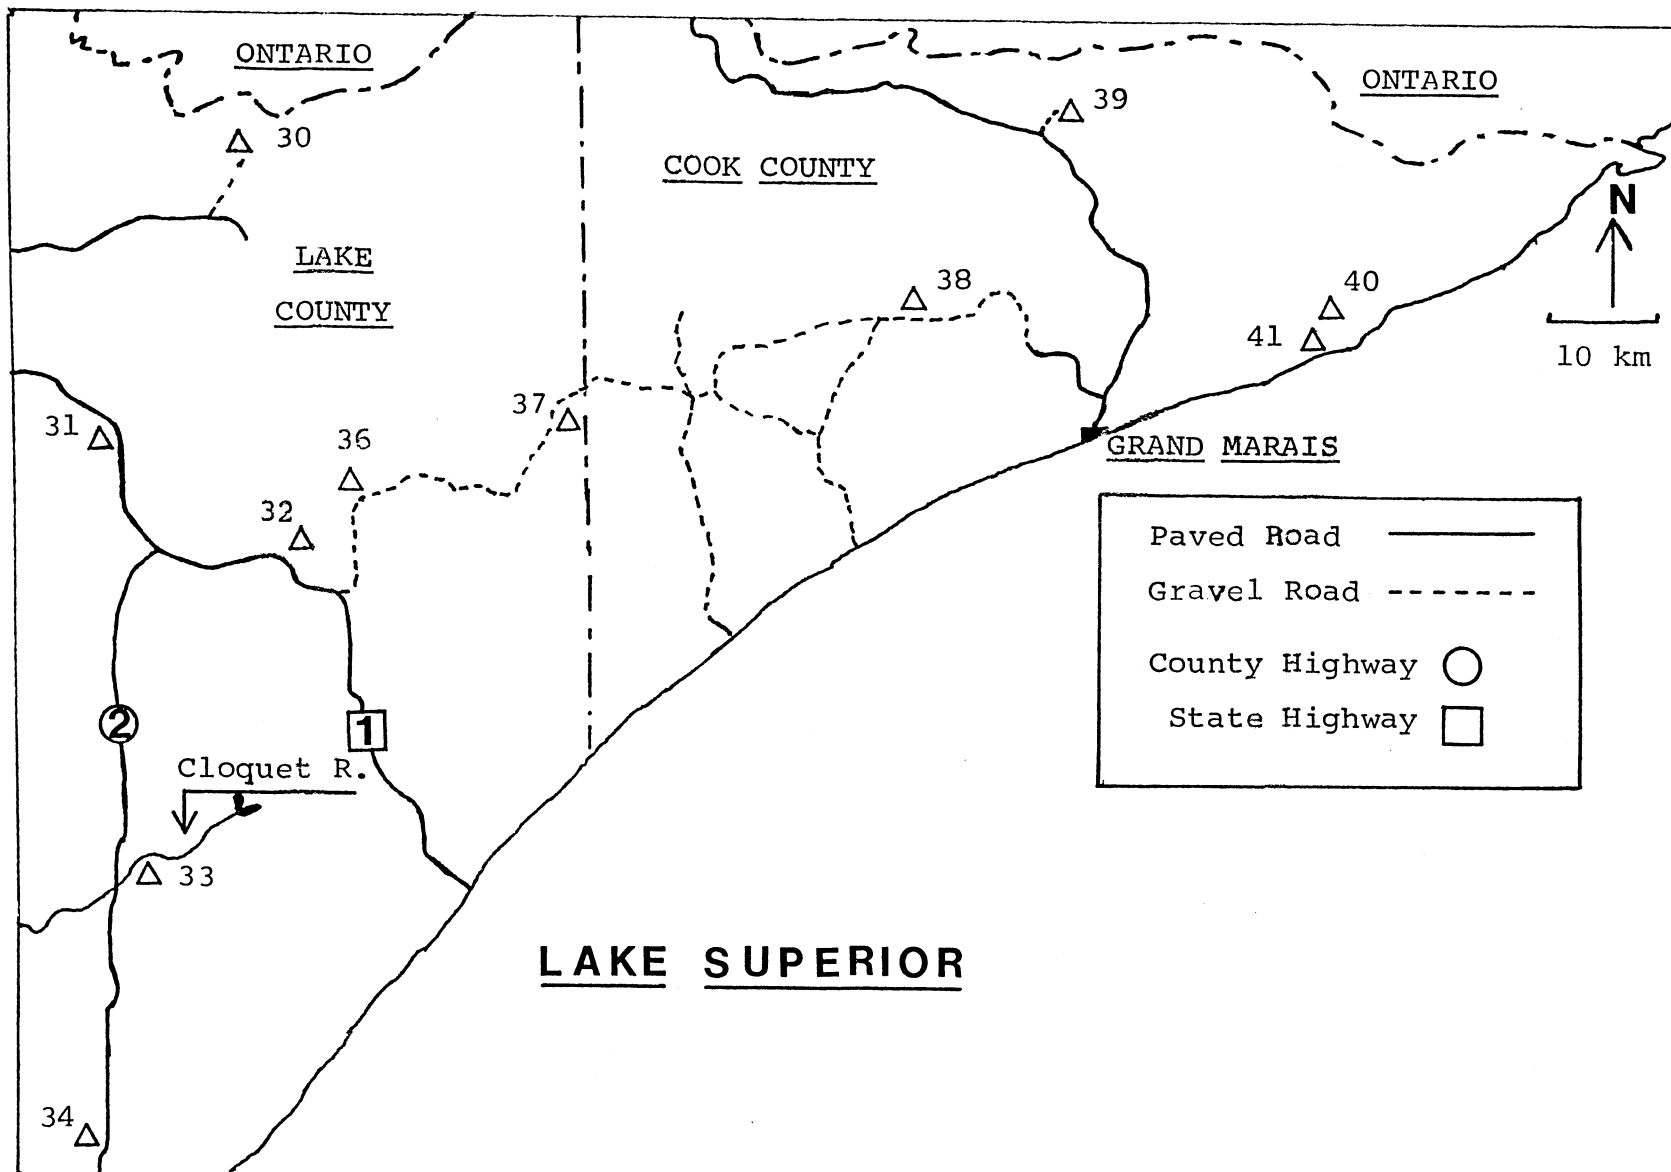 ONTARIO
ONTARIO
39
30
COOK COUNTY
N
LAKE
COUNTY
38
40
41
10 km
37
31
36
GRAND MARAIS
32
Paved Road
Gravel Road
County Highway
State Highway
2
1
Cloquet R.
33
LAKE SUPERIOR
34